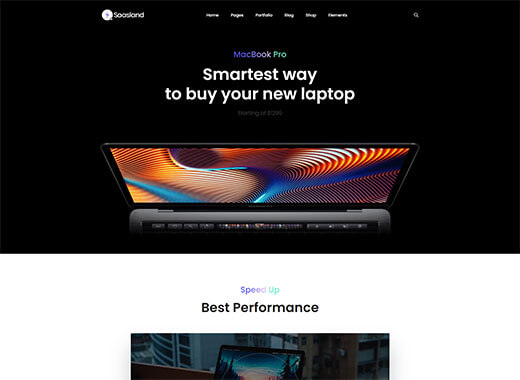 Saasland
Home Pages Portfolio Blog Shop Elements
MacBook Pro
Smartest way
to buy your new laptop
Starting at $1299
Speed Up
Best Performance